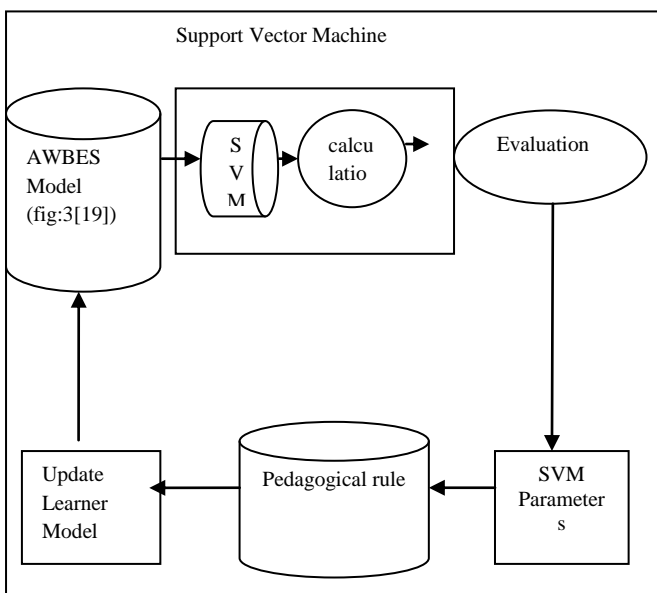 Support Vector Machine
AWBES
Model
(fig:3[19])
S
V
M
calcu
latio
Evaluation
Update
Learner
Model
Pedagogical rule
SVM
Parameter
s